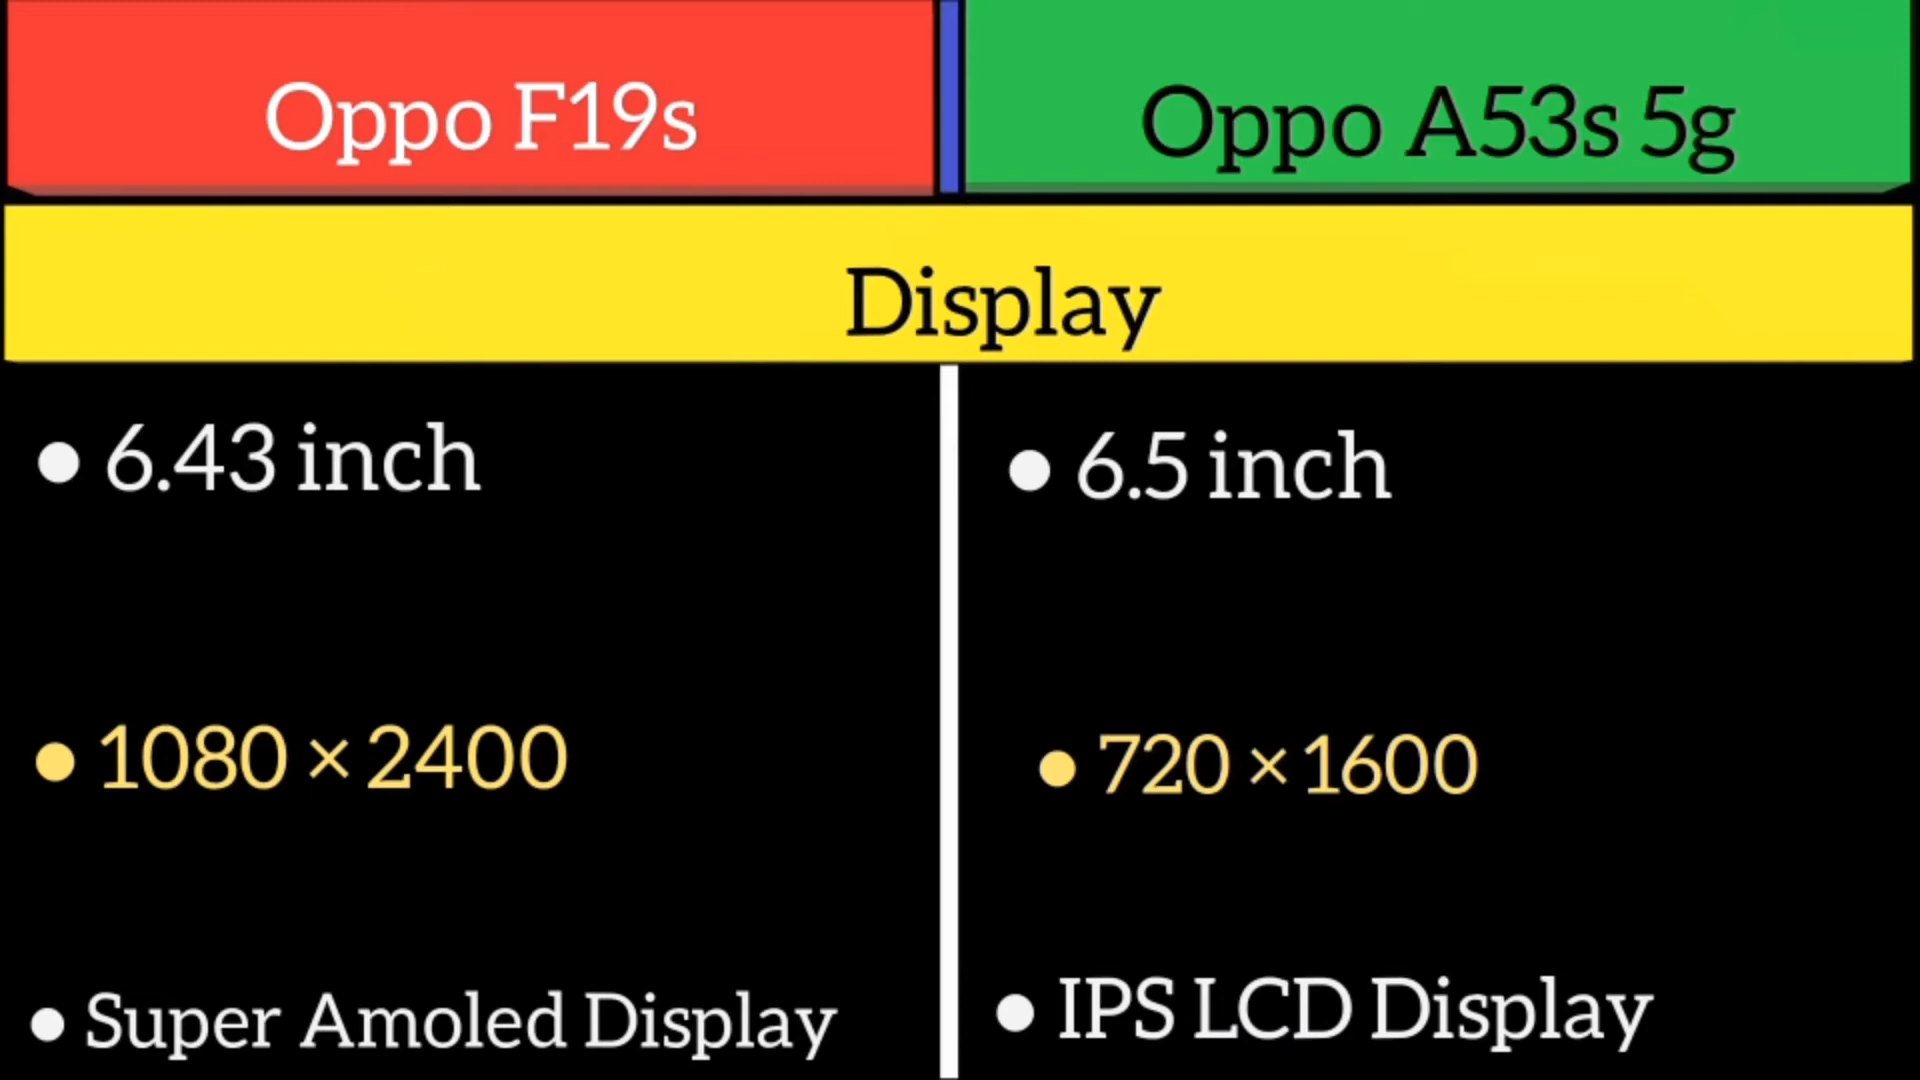 Oppo F19s
Oppo A53s 5g
Display
• 6.43 inch
• 6.5 inch
• 1080 × 2400
• 720 × 1600
• Super Amoled Display
• IPS LCD Display